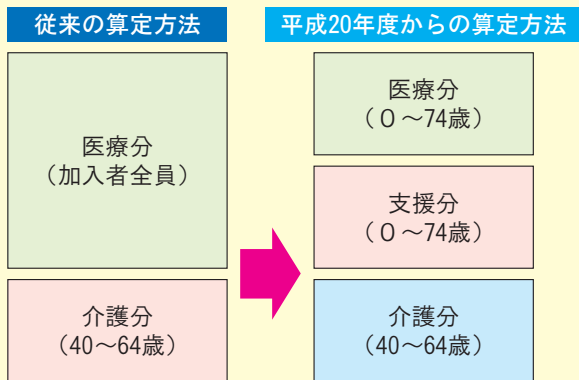 従来の算定方法
医療分
（加入者全員）
介護分
（40～64歳）
平成20年度からの算定方法
医療分
（０～74歳）
支援分
（０～74歳）
介護分
（40～64歳）